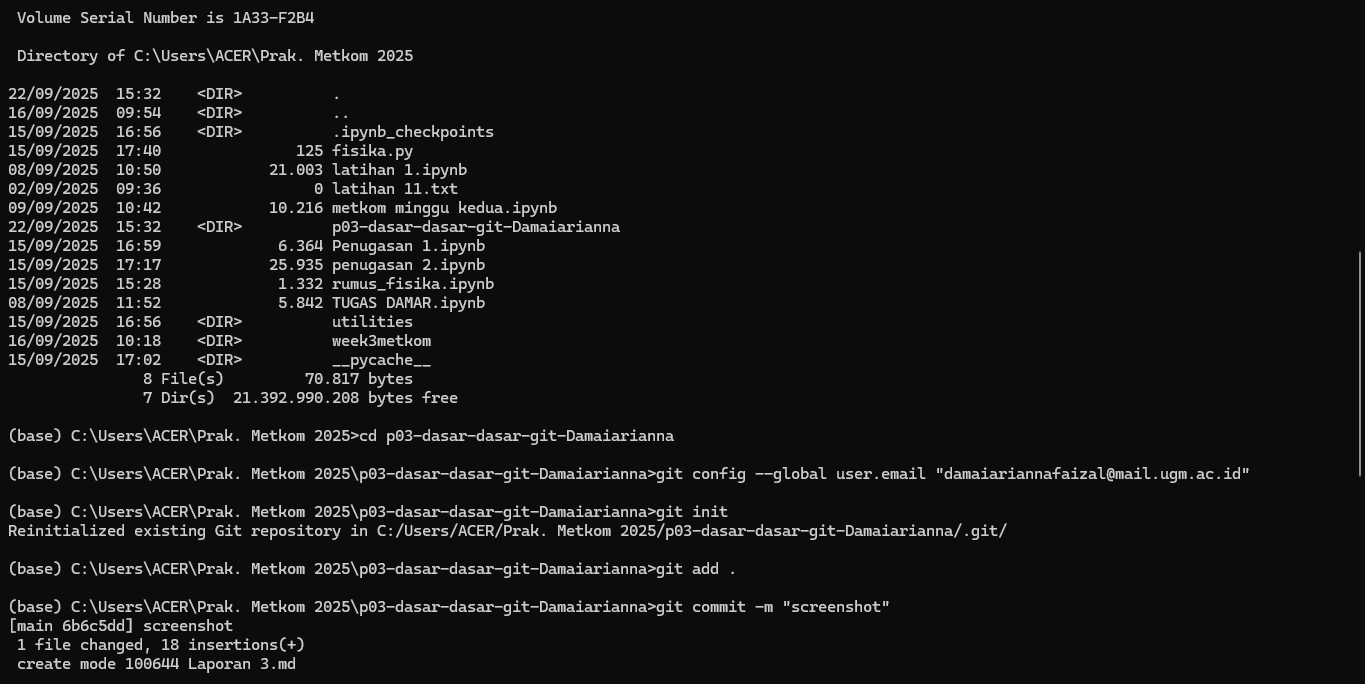 Volume Serial Number is 1A33-F2B4
Directory of C:\Users\ACER\Prak. Metkom 2025
22/09/2025  15:32    <DIR>          .
16/09/2025  09:54    <DIR>          ..
15/09/2025  16:56    <DIR>          .ipynb_checkpoints
15/09/2025  17:40               125 fisika.py
08/09/2025  10:50            21.003 latihan 1.ipynb
02/09/2025  09:36                 0 latihan 11.txt
09/09/2025  10:42            10.216 metkom minggu kedua.ipynb
22/09/2025  15:32    <DIR>          p03-dasar-dasar-git-Damaiarianna
15/09/2025  16:59             6.364 Penugasan 1.ipynb
15/09/2025  17:17            25.935 penugasan 2.ipynb
15/09/2025  15:28             1.332 rumus_fisika.ipynb
08/09/2025  11:52             5.842 TUGAS DAMAR.ipynb
15/09/2025  16:56    <DIR>          utilities
16/09/2025  10:18    <DIR>          week3metkom
15/09/2025  17:02    <DIR>          __pycache__
8 File(s)         70.817 bytes
7 Dir(s)  21.392.990.208 bytes free
(base) C:\Users\ACER\Prak. Metkom 2025>cd p03-dasar-dasar-git-Damaiarianna
(base) C:\Users\ACER\Prak. Metkom 2025\p03-dasar-dasar-git-Damaiarianna>git config --global user.email "damaiariannafaizal@mail.ugm.ac.id"
(base) C:\Users\ACER\Prak. Metkom 2025\p03-dasar-dasar-git-Damaiarianna>git init
Reinitialized existing Git repository in C:/Users/ACER/Prak. Metkom 2025/p03-dasar-dasar-git-Damaiarianna/.git/
(base) C:\Users\ACER\Prak. Metkom 2025\p03-dasar-dasar-git-Damaiarianna>git add .
(base) C:\Users\ACER\Prak. Metkom 2025\p03-dasar-dasar-git-Damaiarianna>git commit -m "screenshot"
[main 6b6c5dd] screenshot
1 file changed, 18 insertions(+)
create mode 100644 Laporan 3.md